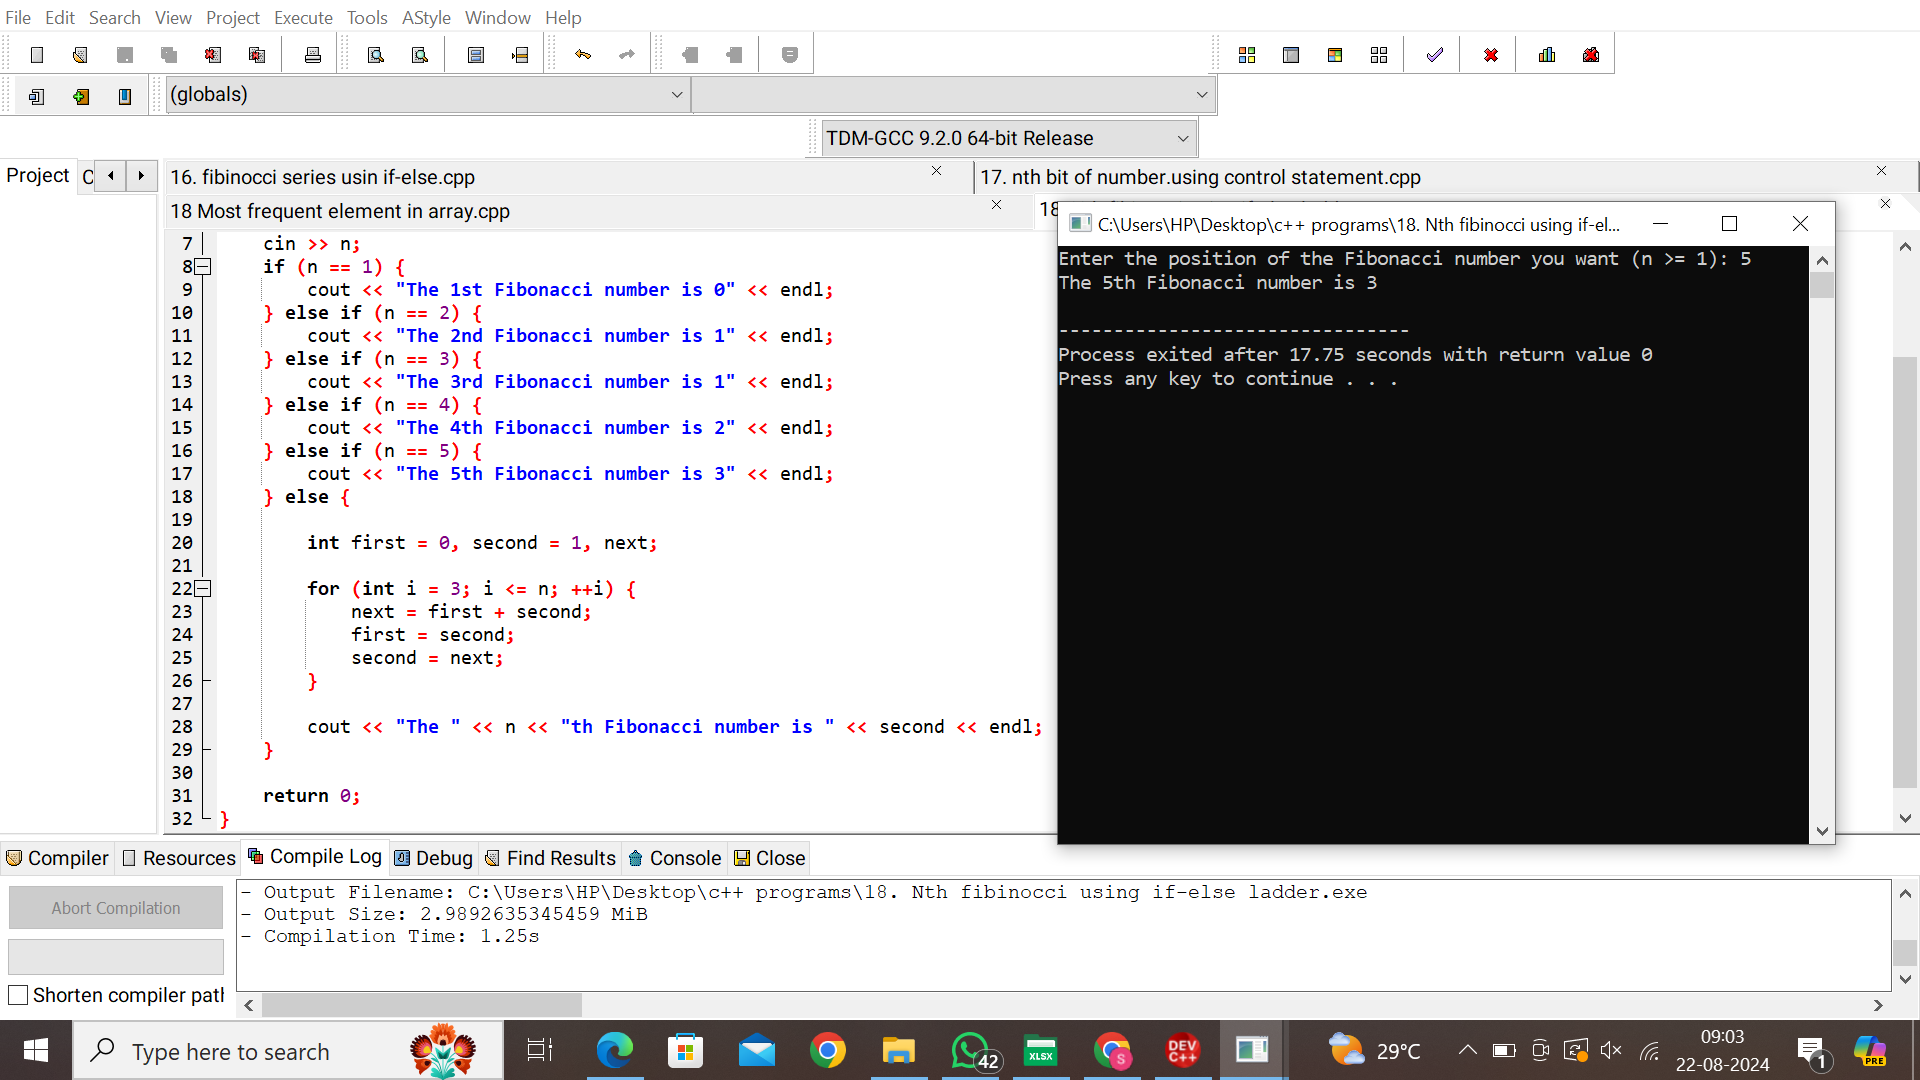 File Edit Search View Project Execute Tools AStyle Window Help
(globals)
TDM-GCC 9.2.0 64-bit Release
Project C
16. fibinocci series usin if-else.cpp
17. nth bit of number.using control statement.cpp
18 Most frequent element in array.cpp
7 cin >> n;
8 if (n == 1) {
9 cout << "The 1st Fibonacci number is 0" << endl;
10 } else if (n == 2) {
11 cout << "The 2nd Fibonacci number is 1" << endl;
12 } else if (n == 3) {
13 cout << "The 3rd Fibonacci number is 1" << endl;
14 } else if (n == 4) {
15 cout << "The 4th Fibonacci number is 2" << endl;
16 } else if (n == 5) {
17 cout << "The 5th Fibonacci number is 3" << endl;
18 } else {
19
20 int first = 0, second = 1, next;
21
22 for (int i = 3; i <= n; ++i) {
23 next = first + second;
24 first = second;
25 second = next;
26 }
27
28 cout << "The " << n << "th Fibonacci number is " << second << endl;
29 }
30
31 return 0;
32 }
C:\Users\HP\Desktop\c++ programs\18. Nth fibinocci using if-el...
Enter the position of the Fibonacci number you want (n >= 1): 5
The 5th Fibonacci number is 3
--------------------------------
Process exited after 17.75 seconds with return value 0
Press any key to continue . . .
Compiler Resources Compile Log Debug Find Results Console Close
Abort Compilation
Shorten compiler path
- Output Filename: C:\Users\HP\Desktop\c++ programs\18. Nth fibinocci using if-else ladder.exe
- Output Size: 2.9892635345459 MiB
- Compilation Time: 1.25s
Type here to search
42
XLSX
S
DEV C++
29°C
09:03
22-08-2024
1
PRE